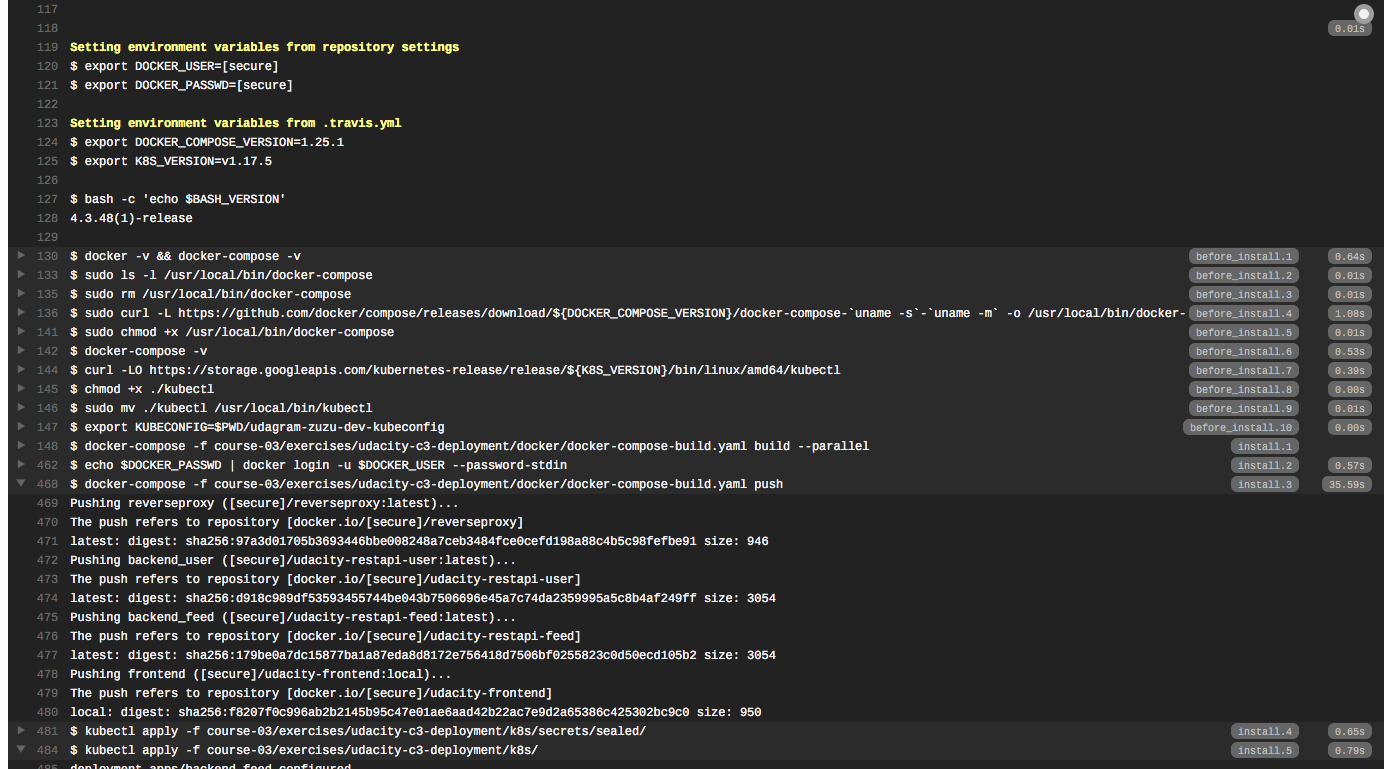 117
118 0.01s
119 Setting environment variables from repository settings
120 $ export DOCKER_USER=[secure]
121 $ export DOCKER_PASSWD=[secure]
122
123 Setting environment variables from .travis.yml
124 $ export DOCKER_COMPOSE_VERSION=1.25.1
125 $ export K8S_VERSION=v1.17.5
126
127 $ bash -c 'echo $BASH_VERSION'
128 4.3.48(1)-release
129
130 $ docker -v && docker-compose -v before_install.1 0.64s
133 $ sudo ls -l /usr/local/bin/docker-compose before_install.2 0.01s
135 $ sudo rm /usr/local/bin/docker-compose before_install.3 0.01s
136 $ sudo curl -L https://github.com/docker/compose/releases/download/${DOCKER_COMPOSE_VERSION}/docker-compose-`uname -s`-`uname -m` -o /usr/local/bin/docker- before_install.4 1.08s
141 $ sudo chmod +x /usr/local/bin/docker-compose before_install.5 0.01s
142 $ docker-compose -v before_install.6 0.53s
144 $ curl -LO https://storage.googleapis.com/kubernetes-release/release/${K8S_VERSION}/bin/linux/amd64/kubectl before_install.7 0.39s
145 $ chmod +x ./kubectl before_install.8 0.00s
146 $ sudo mv ./kubectl /usr/local/bin/kubectl before_install.9 0.01s
147 $ export KUBECONFIG=$PWD/udagram-zuzu-dev-kubeconfig before_install.10 0.00s
148 $ docker-compose -f course-03/exercises/udacity-c3-deployment/docker/docker-compose-build.yaml build --parallel install.1
462 $ echo $DOCKER_PASSWD | docker login -u $DOCKER_USER --password-stdin install.2 0.57s
468 $ docker-compose -f course-03/exercises/udacity-c3-deployment/docker/docker-compose-build.yaml push install.3 35.59s
469 Pushing reverseproxy ([secure]/reverseproxy:latest)...
470 The push refers to repository [docker.io/[secure]/reverseproxy]
471 latest: digest: sha256:97a3d01705b3693446bbe008248a7ceb3484fce0cefd198a88c4b5c98fefbe91 size: 946
472 Pushing backend_user ([secure]/udacity-restapi-user:latest)...
473 The push refers to repository [docker.io/[secure]/udacity-restapi-user]
474 latest: digest: sha256:d918c989df53593455744be043b7506696e45a7c74da2359995a5c8b4af249ff size: 3054
475 Pushing backend_feed ([secure]/udacity-restapi-feed:latest)...
476 The push refers to repository [docker.io/[secure]/udacity-restapi-feed]
477 latest: digest: sha256:179be0a7dc15877ba1a87eda8d8172e756418d7506bf0255823c0d50ecd105b2 size: 3054
478 Pushing frontend ([secure]/udacity-frontend:local)...
479 The push refers to repository [docker.io/[secure]/udacity-frontend]
480 local: digest: sha256:f8207f0c996ab2b2145b95c47e01ae6aad42b22ac7e9d2a65386c425302bc9c0 size: 950
481 $ kubectl apply -f course-03/exercises/udacity-c3-deployment/k8s/secrets/sealed/ install.4 0.65s
484 $ kubectl apply -f course-03/exercises/udacity-c3-deployment/k8s/ install.5 0.79s
485 deployment.apps/backend-feed configured